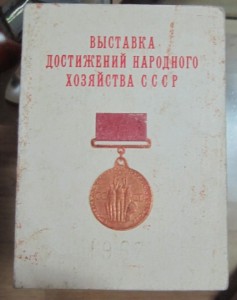 ВЫСТАВКА
ДОСТИЖЕНИЙ НАРОДНОГО
ХОЗЯЙСТВА СССР